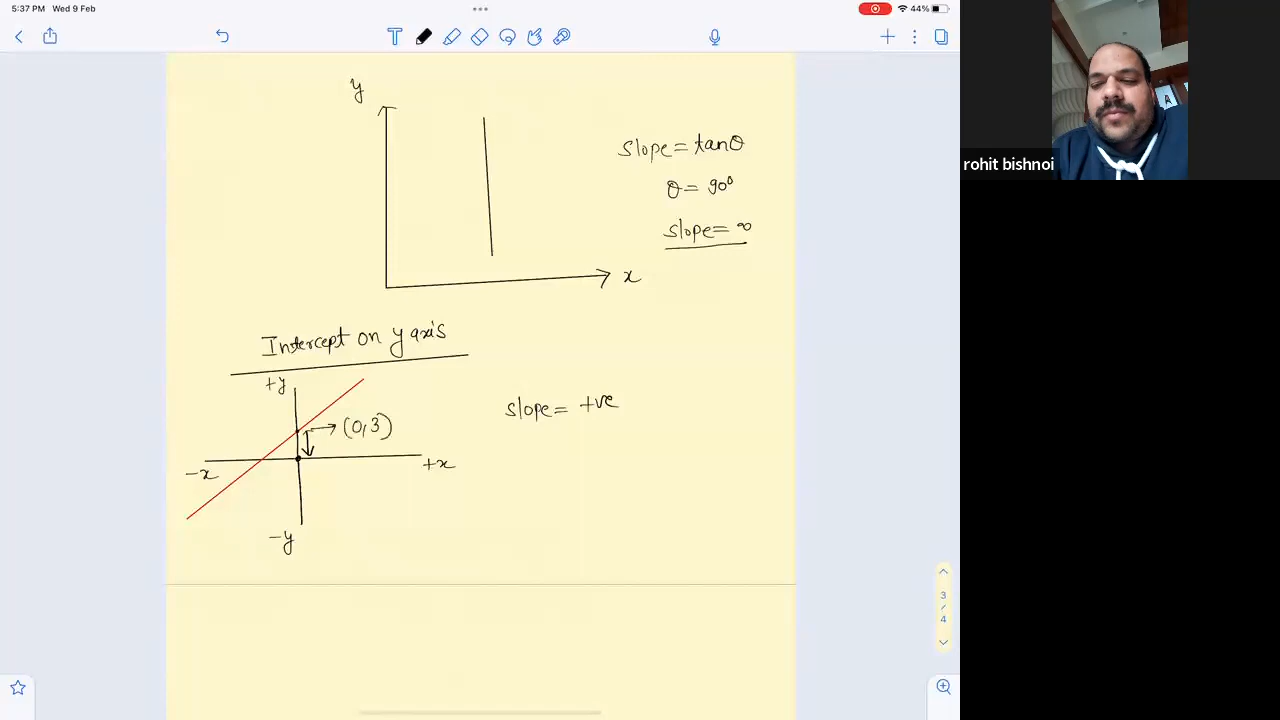 5:37 PM Wed 9 Feb
44%
T
y
slope = tanθ
θ = 90°
slope = ∞
x
Intercept on y axis
+y
slope = +ve
(0,3)
-x
+x
-y
3
/
4
A
rohit bishnoi